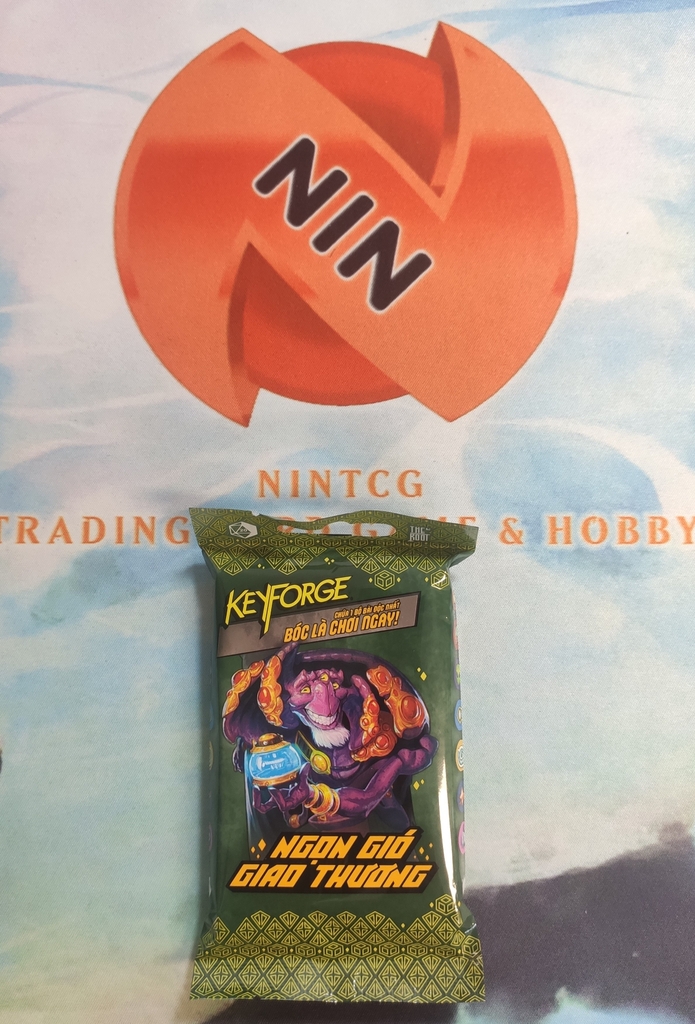 NIN
NINTCG
TRADING GAME & HOBBY
KEYFORGE
CHỨA 1 BỘ BÀI ĐỘC NHẤT
BÓC LÀ CHƠI NGAY!
NGỌN GIÓ
GIAO THƯƠNG